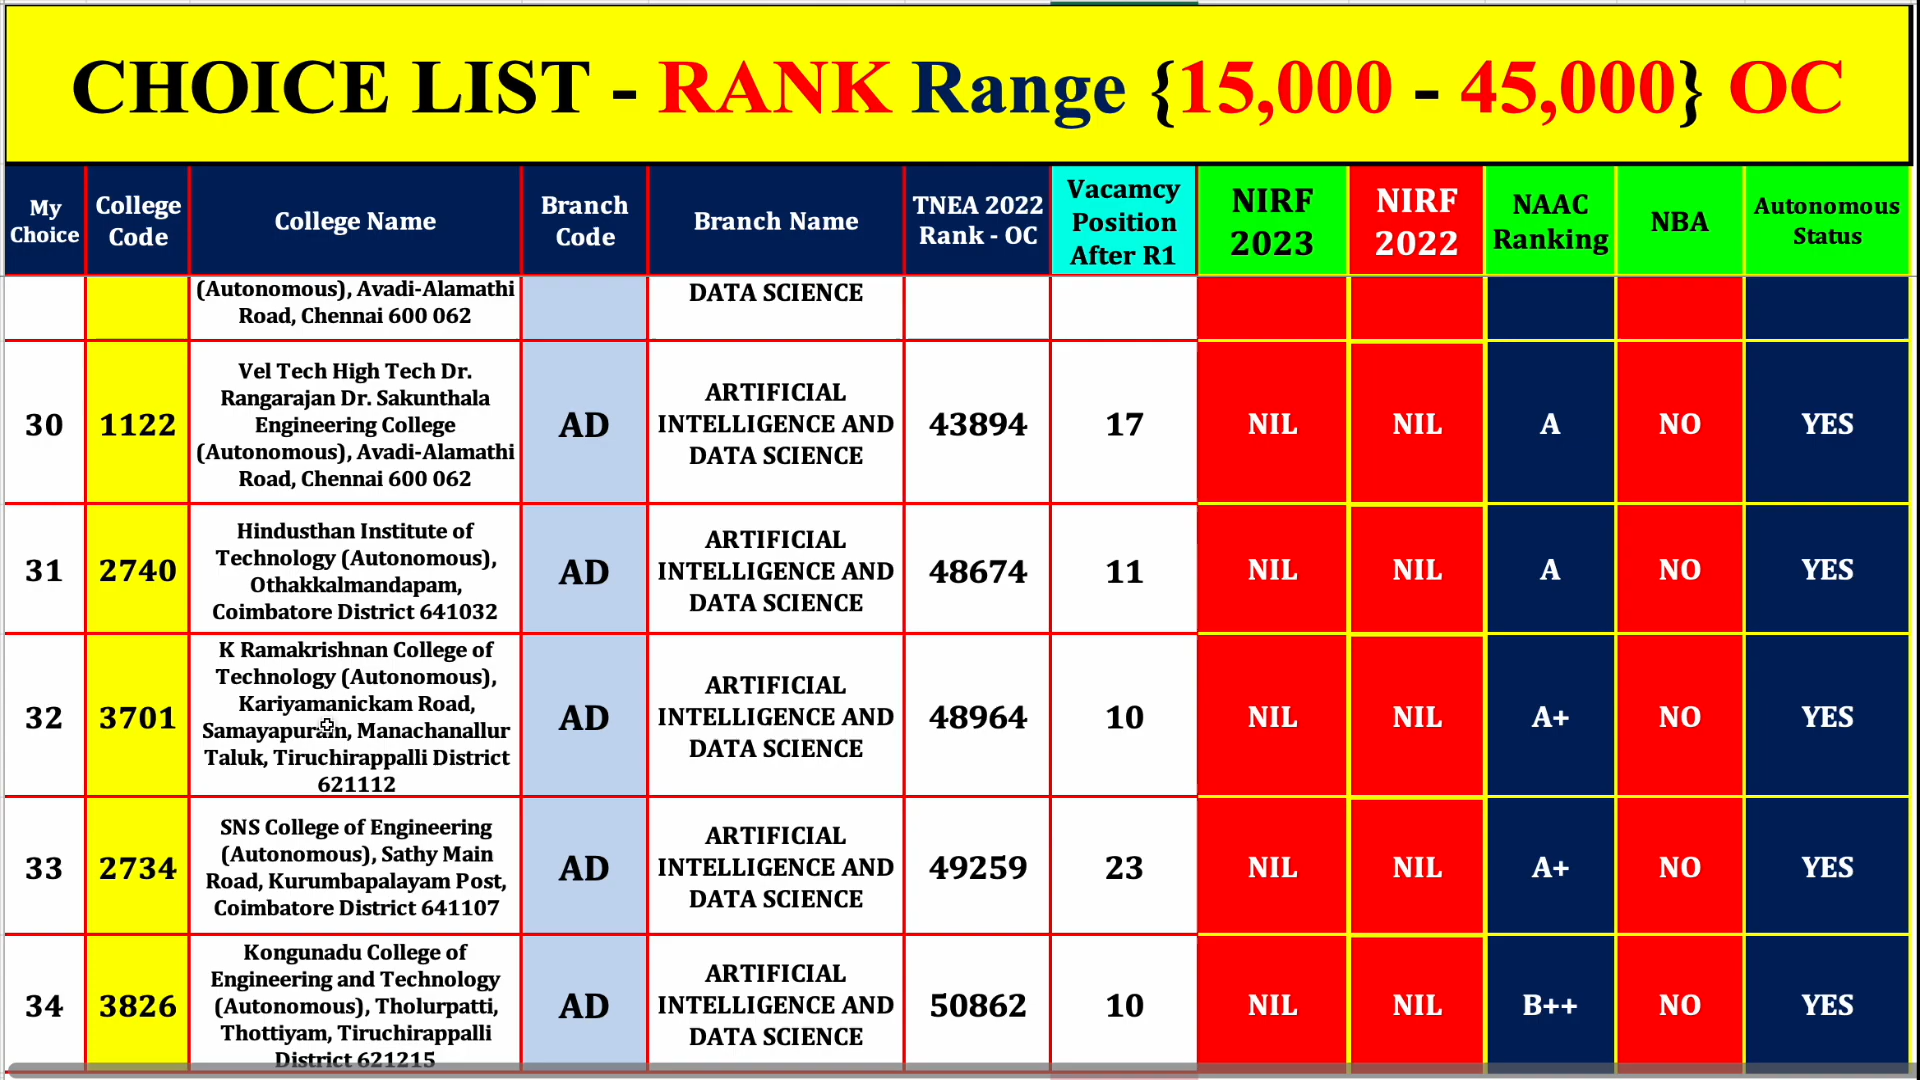 CHOICE LIST - RANK Range {15,000 - 45,000} OC
My
Choice
College
Code
College Name
Branch
Code
Branch Name
TNEA 2022
Rank - OC
Vacamcy
Position
After R1
NIRF
2023
NIRF
2022
NAAC
Ranking
NBA
Autonomous
Status
(Autonomous), Avadi-Alamathi
Road, Chennai 600 062
DATA SCIENCE
30
1122
Vel Tech High Tech Dr.
Rangarajan Dr. Sakunthala
Engineering College
(Autonomous), Avadi-Alamathi
Road, Chennai 600 062
AD
ARTIFICIAL
INTELLIGENCE AND
DATA SCIENCE
43894
17
NIL
NIL
A
NO
YES
31
2740
Hindusthan Institute of
Technology (Autonomous),
Othakkalmandapam,
Coimbatore District 641032
AD
ARTIFICIAL
INTELLIGENCE AND
DATA SCIENCE
48674
11
NIL
NIL
A
NO
YES
32
3701
K Ramakrishnan College of
Technology (Autonomous),
Kariyamanickam Road,
Samayapuram, Manachanallur
Taluk, Tiruchirappalli District
621112
AD
ARTIFICIAL
INTELLIGENCE AND
DATA SCIENCE
48964
10
NIL
NIL
A+
NO
YES
33
2734
SNS College of Engineering
(Autonomous), Sathy Main
Road, Kurumbapalayam Post,
Coimbatore District 641107
AD
ARTIFICIAL
INTELLIGENCE AND
DATA SCIENCE
49259
23
NIL
NIL
A+
NO
YES
34
3826
Kongunadu College of
Engineering and Technology
(Autonomous), Tholurpatti,
Thottiyam, Tiruchirappalli
District 621215
AD
ARTIFICIAL
INTELLIGENCE AND
DATA SCIENCE
50862
10
NIL
NIL
B++
NO
YES